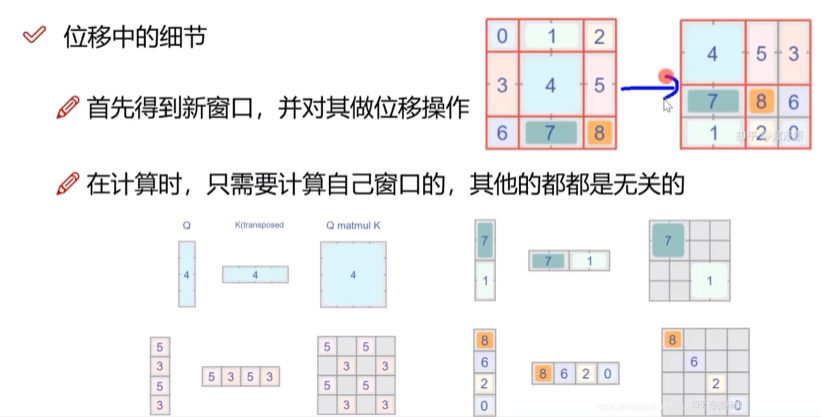 位移中的细节
首先得到新窗口，并对其做位移操作
在计算时，只需要计算自己窗口的，其他的都都是无关的
0 1 2
3 4 5
6 7 8
4 5 3
7 8 6
1 2 0
Q K(transposed Q matmul K
4 4 4
7
1
7 1
7
1
5
3
5
3
5 3 5 3
5 5
3 3
5 5
3 3
8
6
2
0
8 6 2 0
8
6
2
0